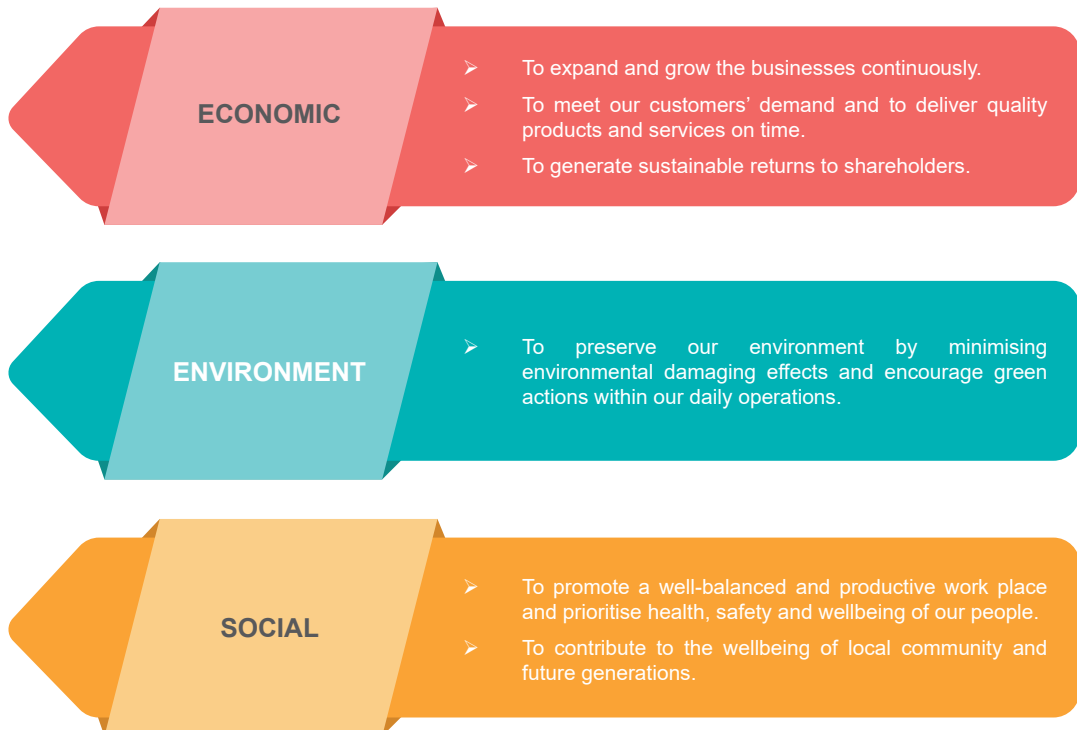 ECONOMIC
➢ To expand and grow the businesses continuously.
➢ To meet our customers’ demand and to deliver quality
products and services on time.
➢ To generate sustainable returns to shareholders.
ENVIRONMENT
➢ To preserve our environment by minimising
environmental damaging effects and encourage green
actions within our daily operations.
SOCIAL
➢ To promote a well-balanced and productive work place
and prioritise health, safety and wellbeing of our people.
➢ To contribute to the wellbeing of local community and
future generations.